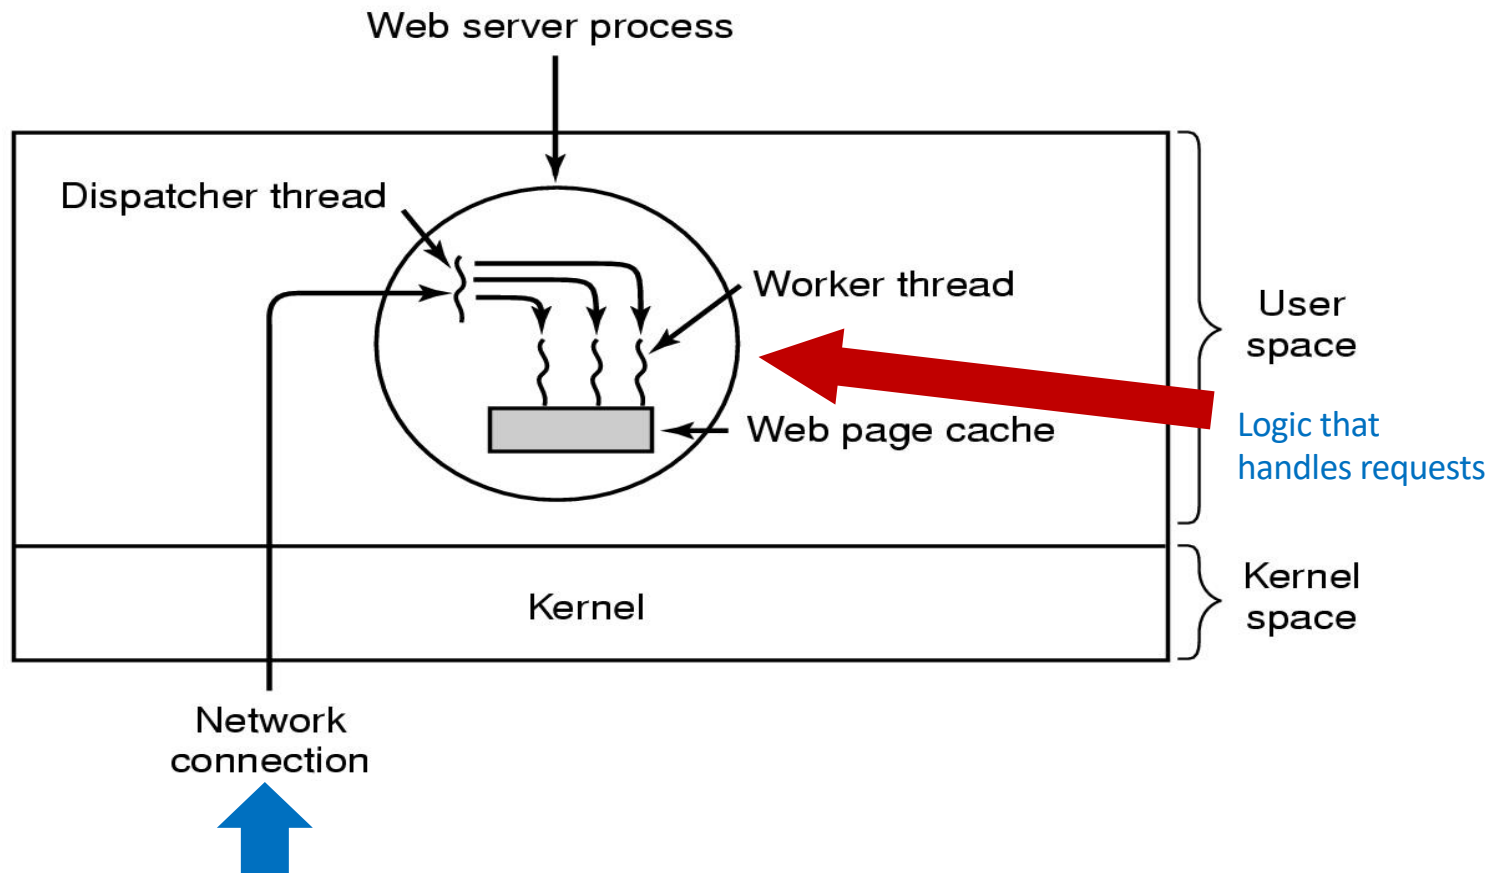 Web server process
Dispatcher thread
Worker thread
User
space
Logic that
handles requests
Web page cache
Kernel
Kernel
space
Network
connection